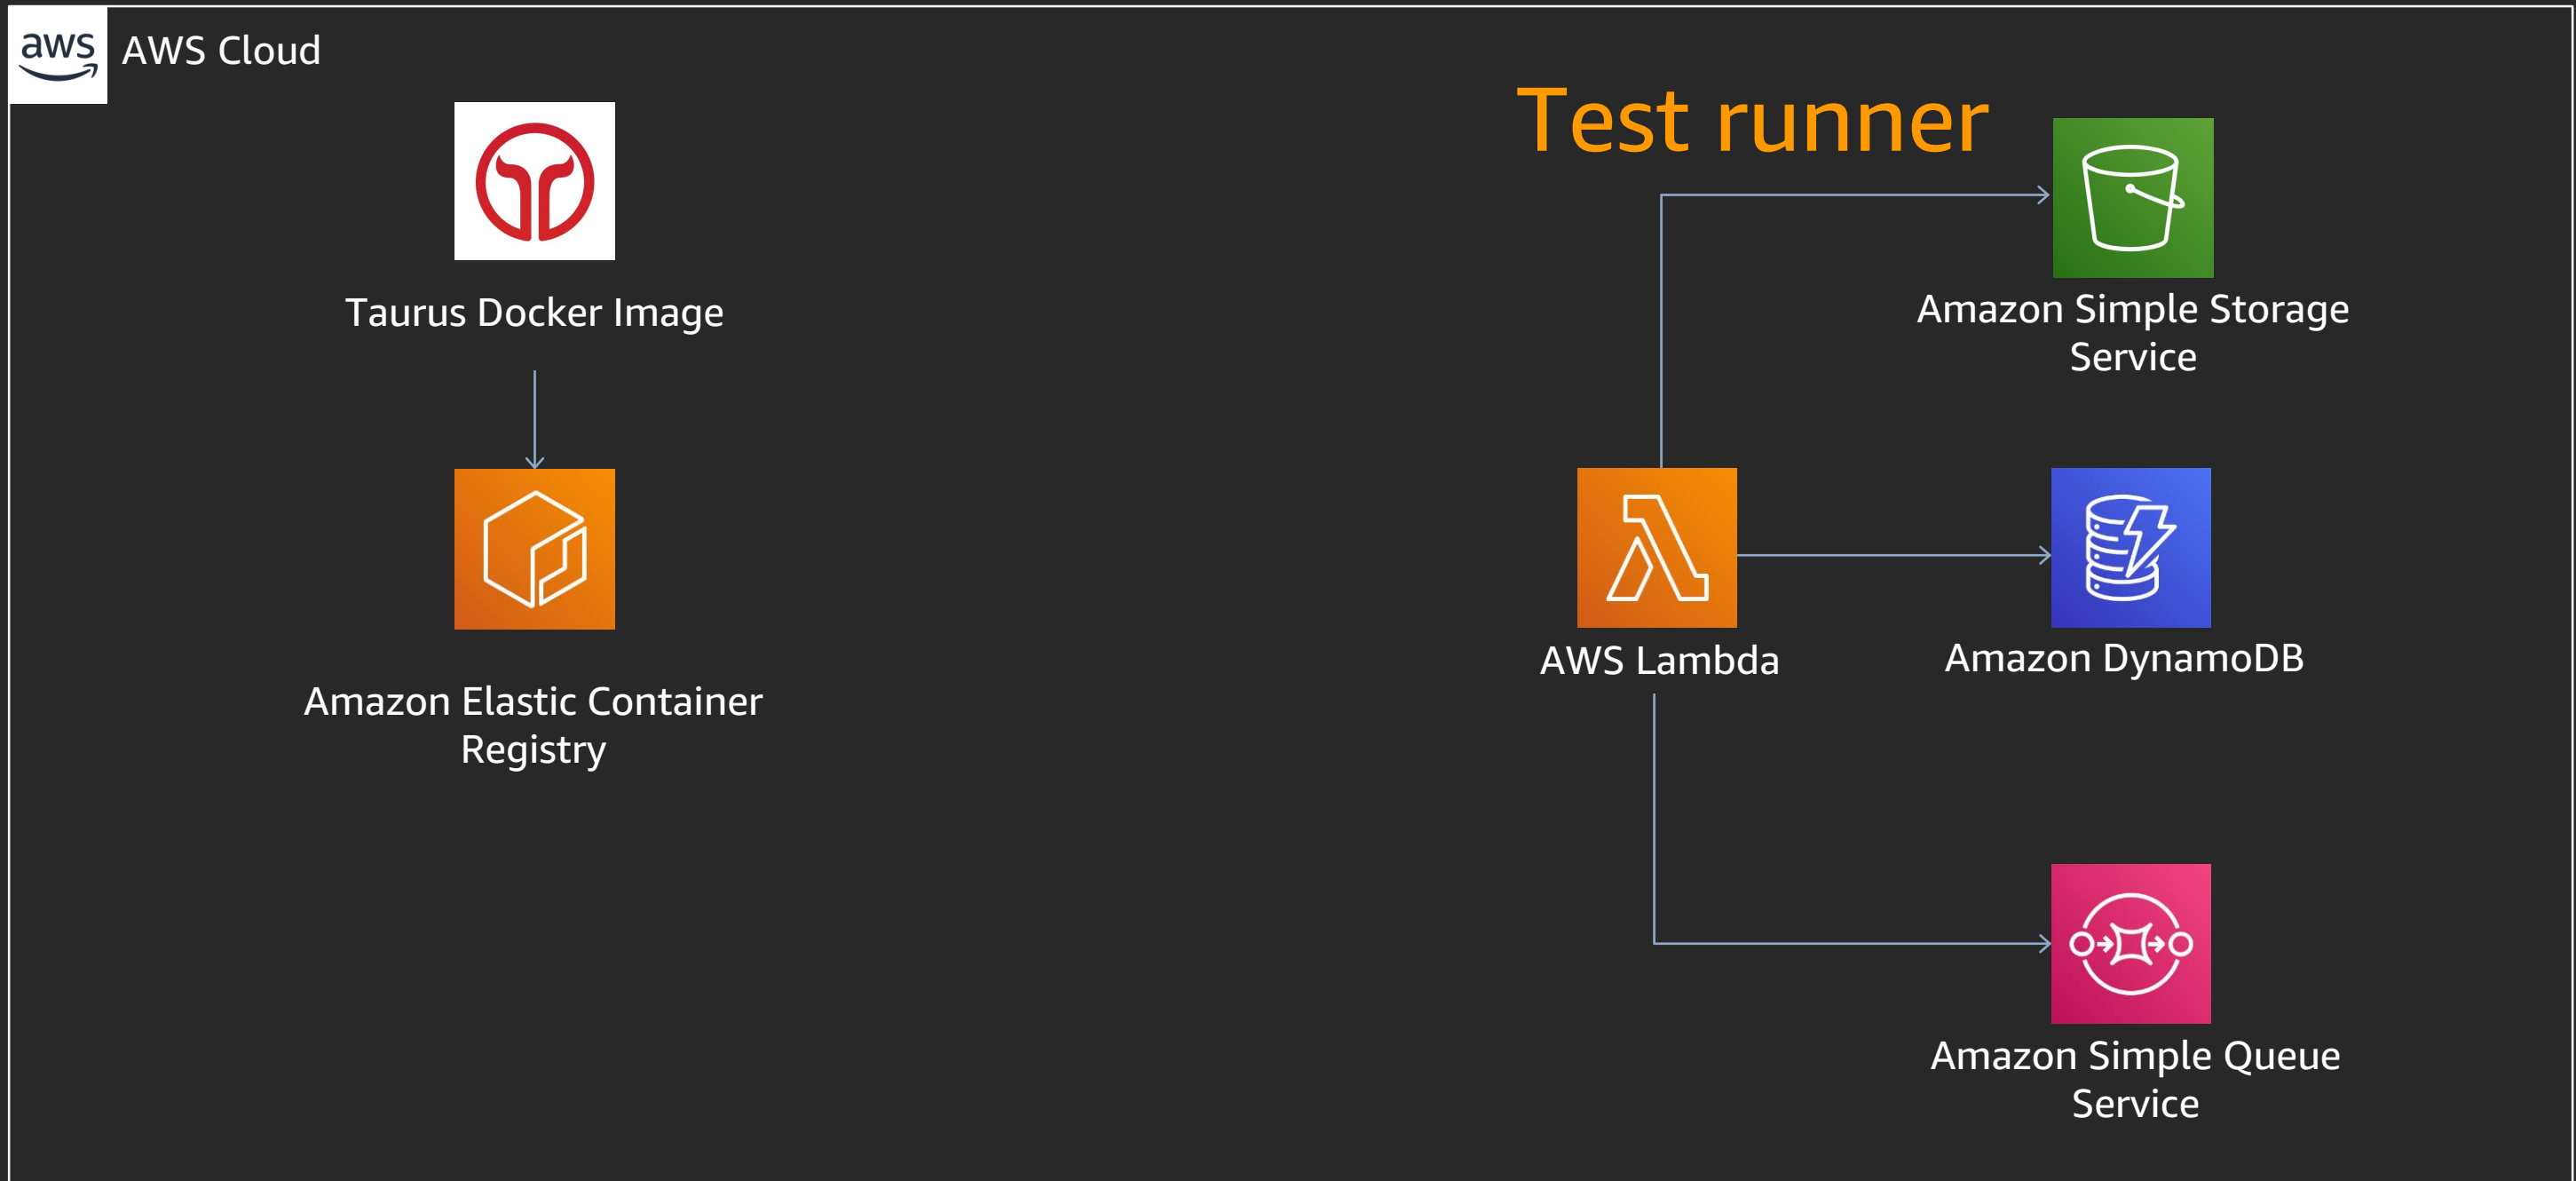 aws
AWS Cloud
Test runner
Taurus Docker Image
Amazon Simple Storage
Service
AWS Lambda
Amazon DynamoDB
Amazon Elastic Container
Registry
Amazon Simple Queue
Service